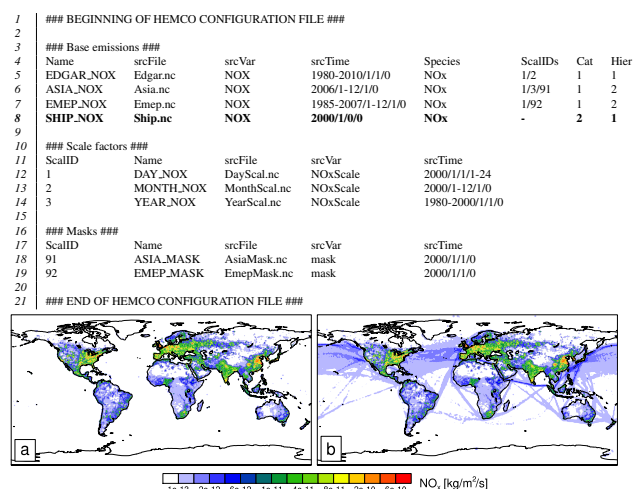 1 ### BEGINNING OF HEMCO CONFIGURATION FILE ###
2
3 ### Base emissions ###
4 Name srcFile srcVar srcTime Species ScalIDs Cat Hier
5 EDGAR_NOX Edgar.nc NOX 1980-2010/1/1/0 NOx 1/2 1 1
6 ASIA_NOX Asia.nc NOX 2006/1-12/1/0 NOx 1/3/91 1 2
7 EMEP_NOX Emep.nc NOX 1985-2007/1-12/1/0 NOx 1/92 1 2
8 SHIP_NOX Ship.nc NOX 2000/1/0/0 NOx - 2 1
9
10 ### Scale factors ###
11 ScalID Name srcFile srcVar srcTime
12 1 DAY_NOX DayScal.nc NOxScale 2000/1/1/1-24
13 2 MONTH_NOX MonthScal.nc NOxScale 2000/1-12/1/0
14 3 YEAR_NOX YearScal.nc NOxScale 1980-2000/1/1/0
15
16 ### Masks ###
17 ScalID Name srcFile srcVar srcTime
18 91 ASIA_MASK AsiaMask.nc mask 2000/1/1/0
19 92 EMEP_MASK EmepMask.nc mask 2000/1/1/0
20
21 ### END OF HEMCO CONFIGURATION FILE ###
a b
NOx [kg/m²/s]